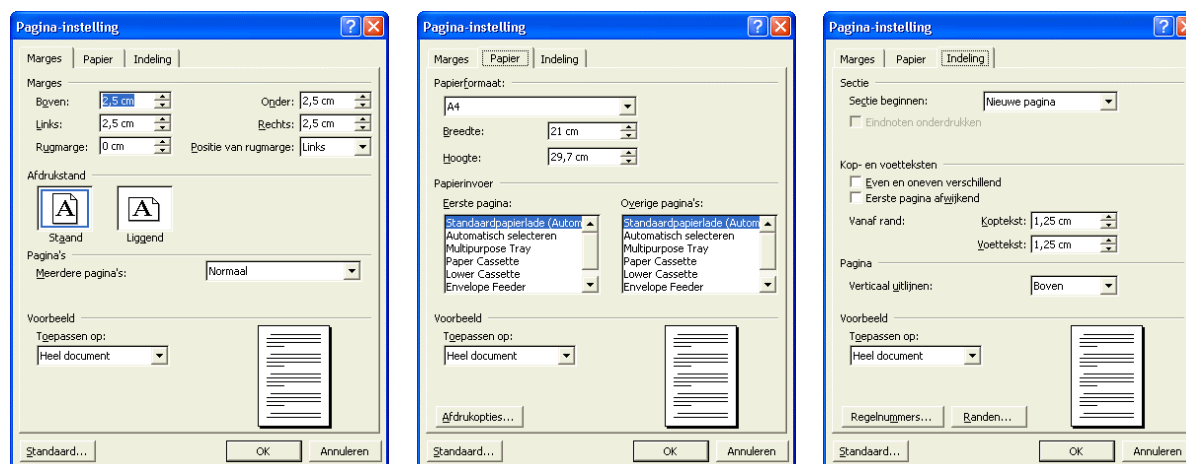 Pagina-instelling
Marges Papier Indeling
Marges
Boven: 2,5 cm Onder: 2,5 cm
Links: 2,5 cm Rechts: 2,5 cm
Rugmarge: 0 cm Positie van rugmarge: Links
Afdrukstand
A A
Staand Liggend
Pagina's
Meerdere pagina's: Normaal
Voorbeeld
Toepassen op:
Heel document
Standaard... OK Annuleren
Pagina-instelling
Marges Papier Indeling
Papierformaat:
A4
Breedte: 21 cm
Hoogte: 29,7 cm
Papierinvoer
Eerste pagina: Overige pagina's:
Standaardpapierlade (Autom Standaardpapierlade (Autom
Automatisch selecteren Automatisch selecteren
Multipurpose Tray Multipurpose Tray
Paper Cassette Paper Cassette
Lower Cassette Lower Cassette
Envelope Feeder Envelope Feeder
Voorbeeld
Toepassen op:
Heel document
Afdrukopties...
Standaard... OK Annuleren
Pagina-instelling
Marges Papier Indeling
Sectie
Sectie beginnen: Nieuwe pagina
Eindnoten onderdrukken
Kop- en voetteksten
Even en oneven verschillend
Eerste pagina afwijkend
Vanaf rand: Koptekst: 1,25 cm
Voettekst: 1,25 cm
Pagina
Verticaal uitlijnen: Boven
Voorbeeld
Toepassen op:
Heel document
Regelnummers... Randen...
Standaard... OK Annuleren